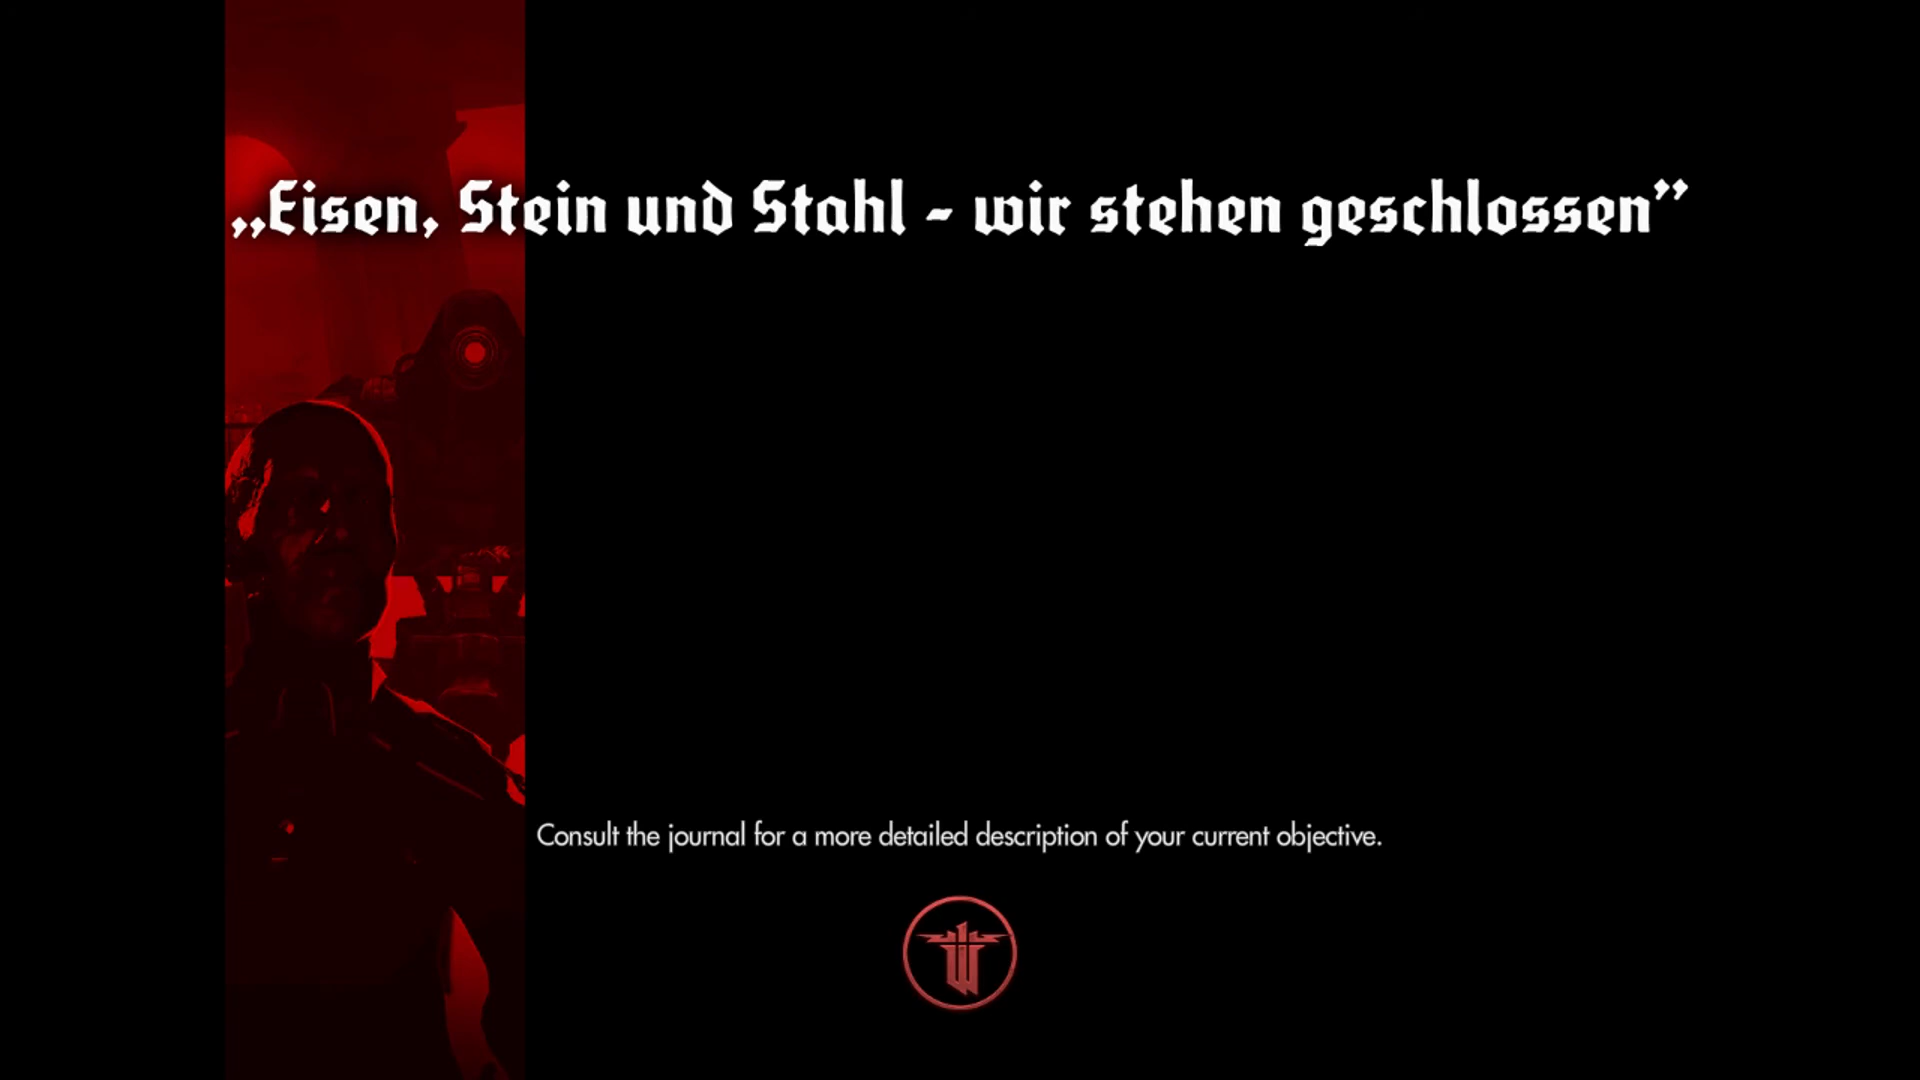 „Eisen, Stein und Stahl - wir stehen geschlossen”
Consult the journal for a more detailed description of your current objective.